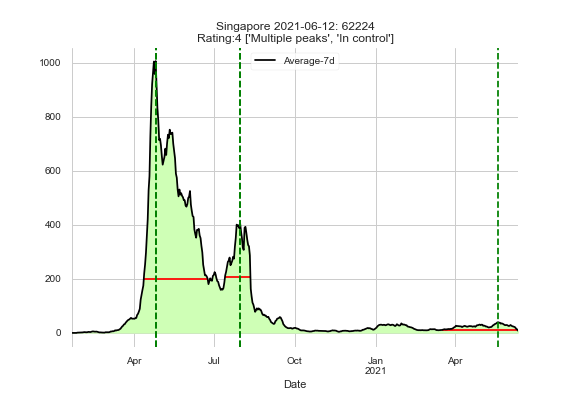 Singapore 2021-06-12: 62224
Rating:4 ['Multiple peaks', 'In control']
Average-7d
1000
800
600
400
200
0
Apr
Jul
Oct
Jan
2021
Apr
Date